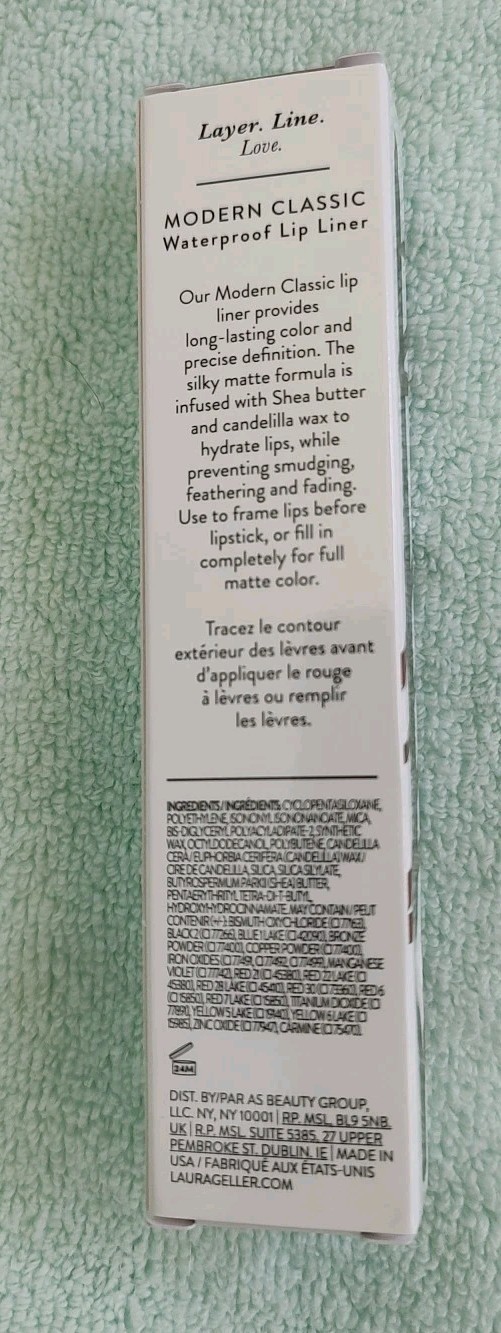 Layer. Line.
Love.
MODERN CLASSIC
Waterproof Lip Liner
Our Modern Classic lip
liner provides
long-lasting color and
precise definition. The
silky matte formula is
infused with Shea butter
and candelilla wax to
hydrate lips, while
preventing smudging,
feathering and fading.
Use to frame lips before
lipstick, or fill in
completely for full
matte color.
Tracez le contour
extérieur des lèvres avant
d'appliquer le rouge
à lèvres ou remplir
les lèvres.
INGREDIENTS/INGRÉDIENTS: CYCLOPENTASILOXANE,
POLYETHYLENE, ISONONYL ISONONANOATE, MICA,
BIS-DIGLYCERYL POLYACYLADIPATE-2, SYNTHETIC
WAX, OCTYLDODECANOL, POLYBUTENE, CANDELILLA
CERA/EUPHORBIA CERIFERA (CANDELILLA) WAX/
CIRE DE CANDELILLA, SILICA, SILICA SILYLATE,
BUTYROSPERMUM PARKII (SHEA) BUTTER,
PENTAERYTHRITYL TETRA-DI-T-BUTYL
HYDROXYHYDROCINNAMATE. MAY CONTAIN/PEUT
CONTENIR (+/-): BISMUTH OXYCHLORIDE (CI 77163),
BLACK 2 (CI 77266), BLUE 1 LAKE (CI 42090), BRONZE
POWDER (CI 77400), COPPER POWDER (CI 77400),
IRON OXIDES (CI 77491, CI 77492, CI 77499), MANGANESE
VIOLET (CI 77742), RED 21 (CI 45380), RED 22 LAKE (CI
45380), RED 28 LAKE (CI 45410), RED 30 (CI 73360), RED 6
(CI 15850), RED 7 LAKE (CI 15850), TITANIUM DIOXIDE (CI
77891), YELLOW 5 LAKE (CI 19140), YELLOW 6 LAKE (CI
15985), ZINC OXIDE (CI 77947), CARMINE (CI 75470).
24M
DIST. BY/PAR AS BEAUTY GROUP,
LLC. NY, NY 10001 | RP. MSL, BL9 5NB.
UK | R.P. MSL, SUITE 5385, 27 UPPER
PEMBROKE ST. DUBLIN. IE | MADE IN
USA / FABRIQUÉ AUX ÉTATS-UNIS
LAURAGELLER.COM